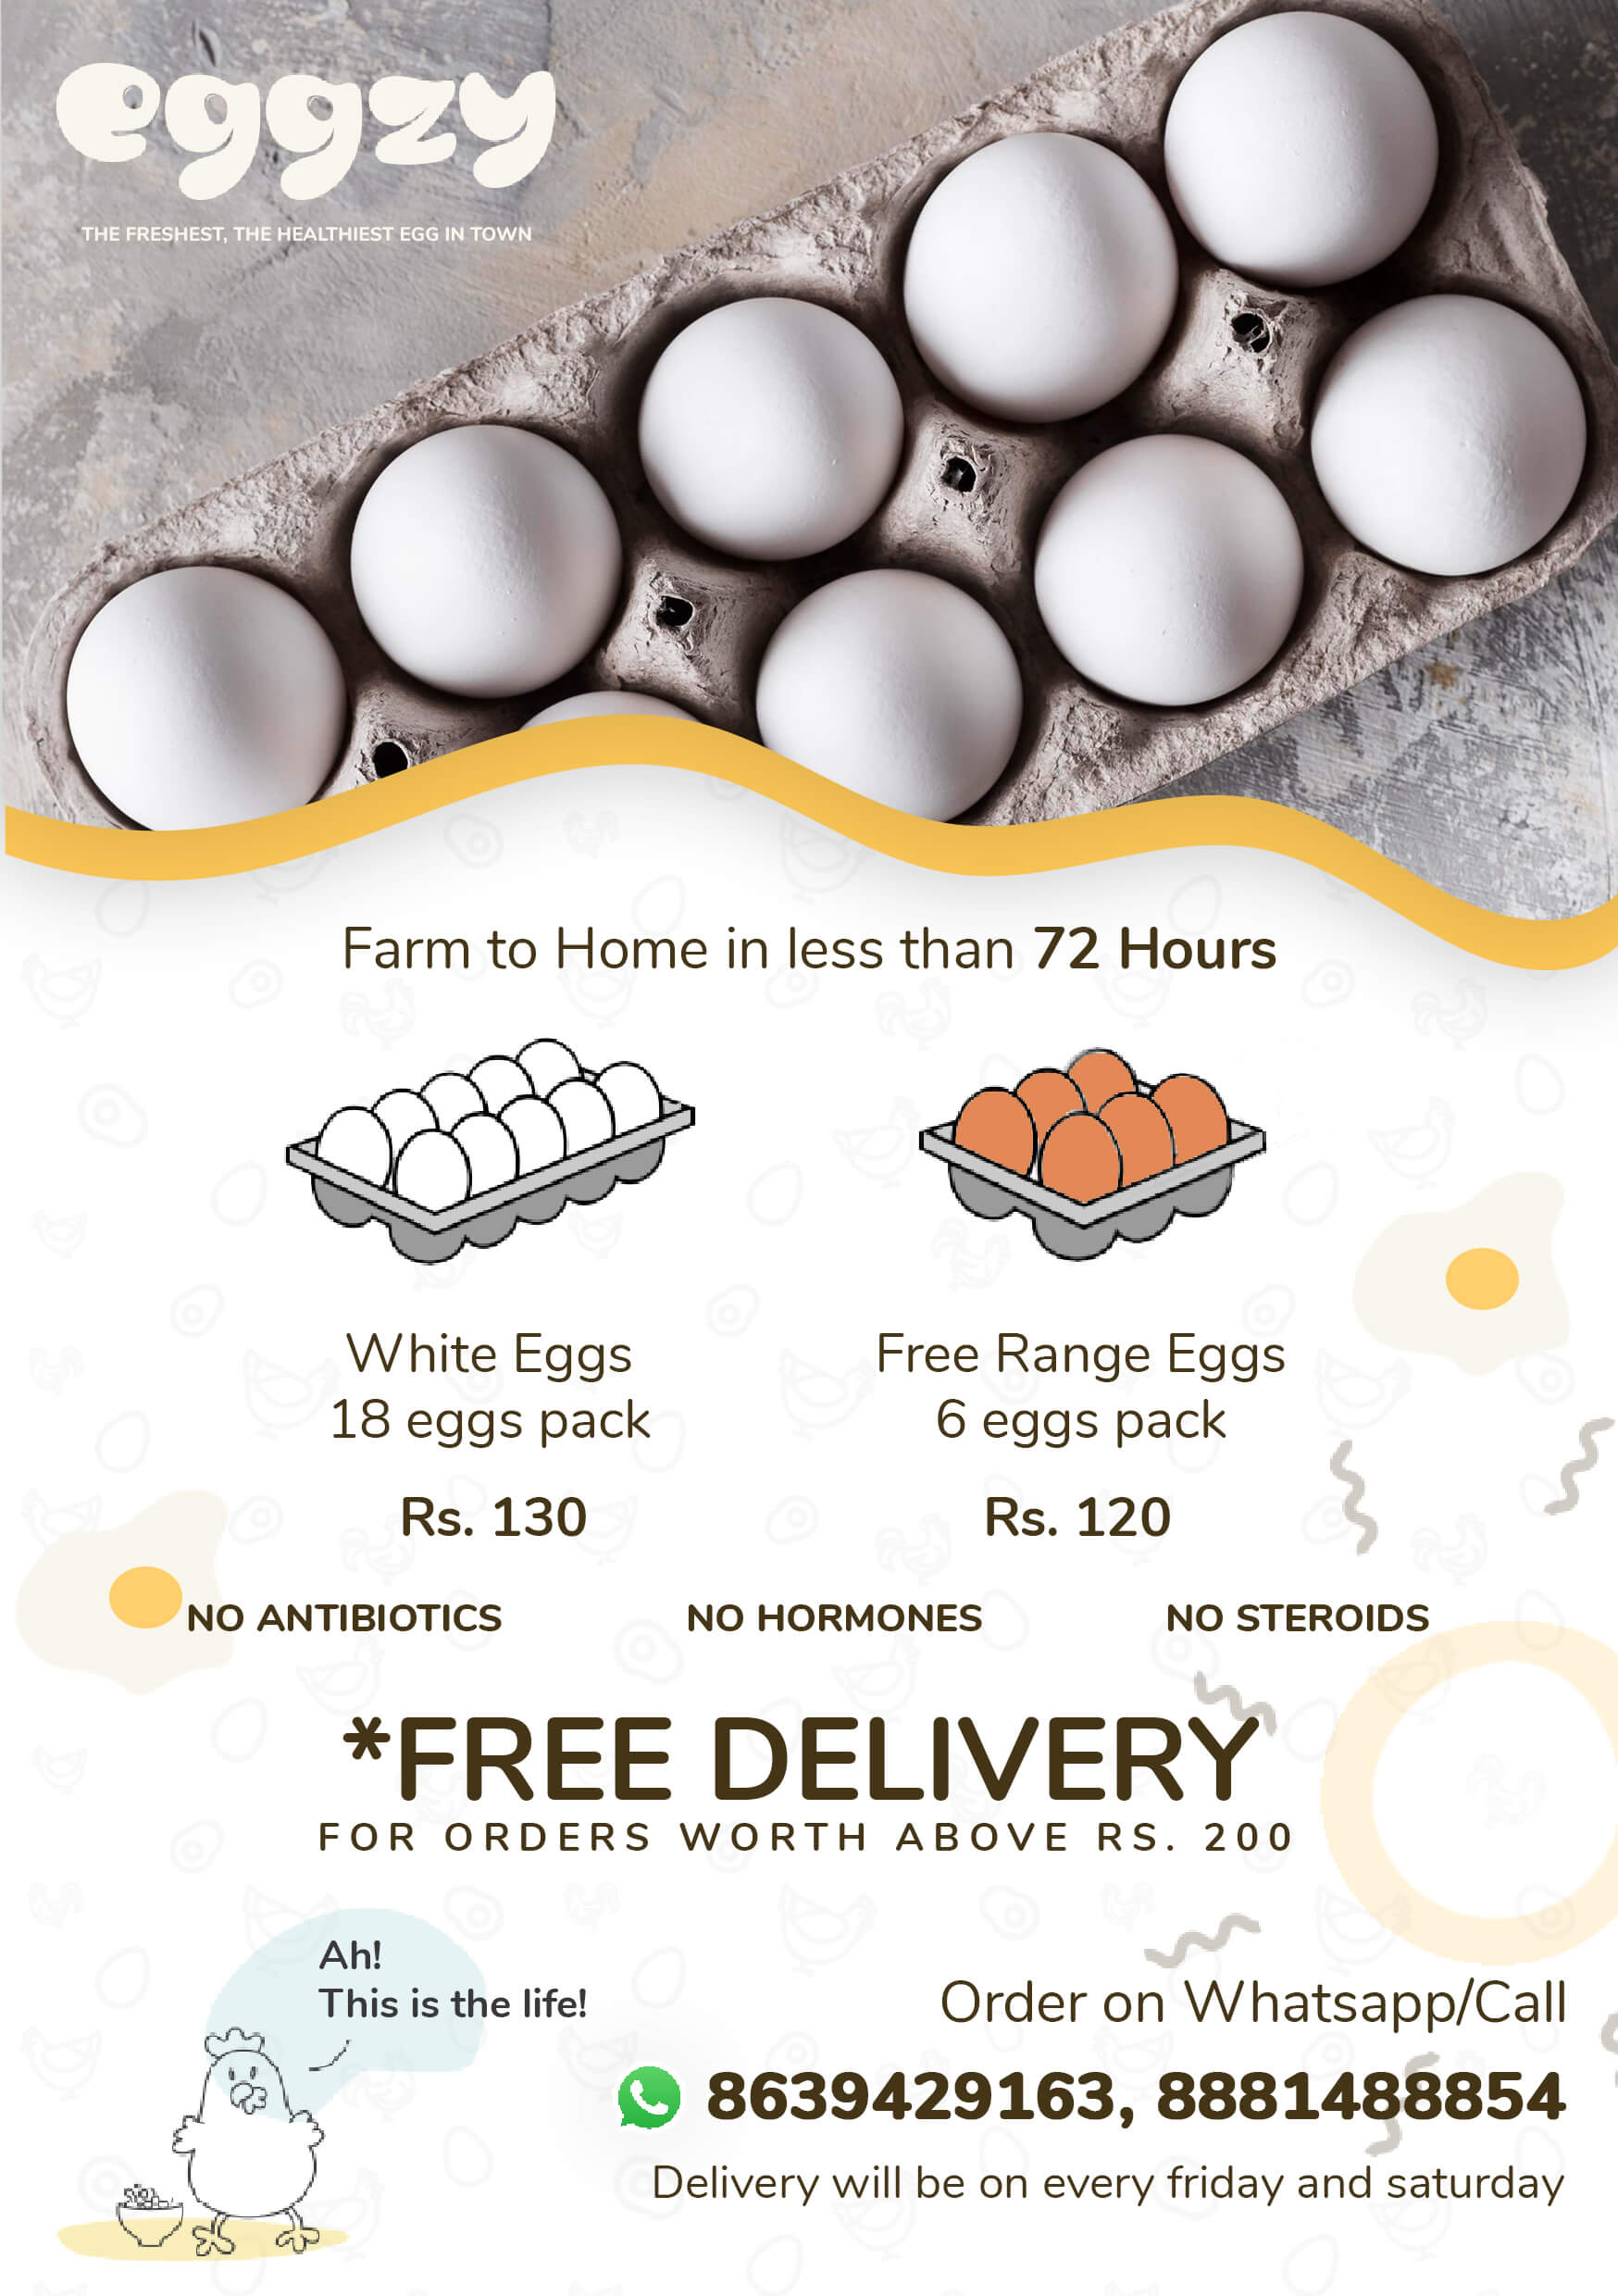 eggzy
THE FRESHEST, THE HEALTHIEST EGG IN TOWN
Farm to Home in less than 72 Hours
White Eggs
18 eggs pack
Rs. 130
Free Range Eggs
6 eggs pack
Rs. 120
NO ANTIBIOTICS
NO HORMONES
NO STEROIDS
*FREE DELIVERY
FOR ORDERS WORTH ABOVE RS. 200
Ah!
This is the life!
Order on Whatsapp/Call
8639429163, 8881488854
Delivery will be on every friday and saturday